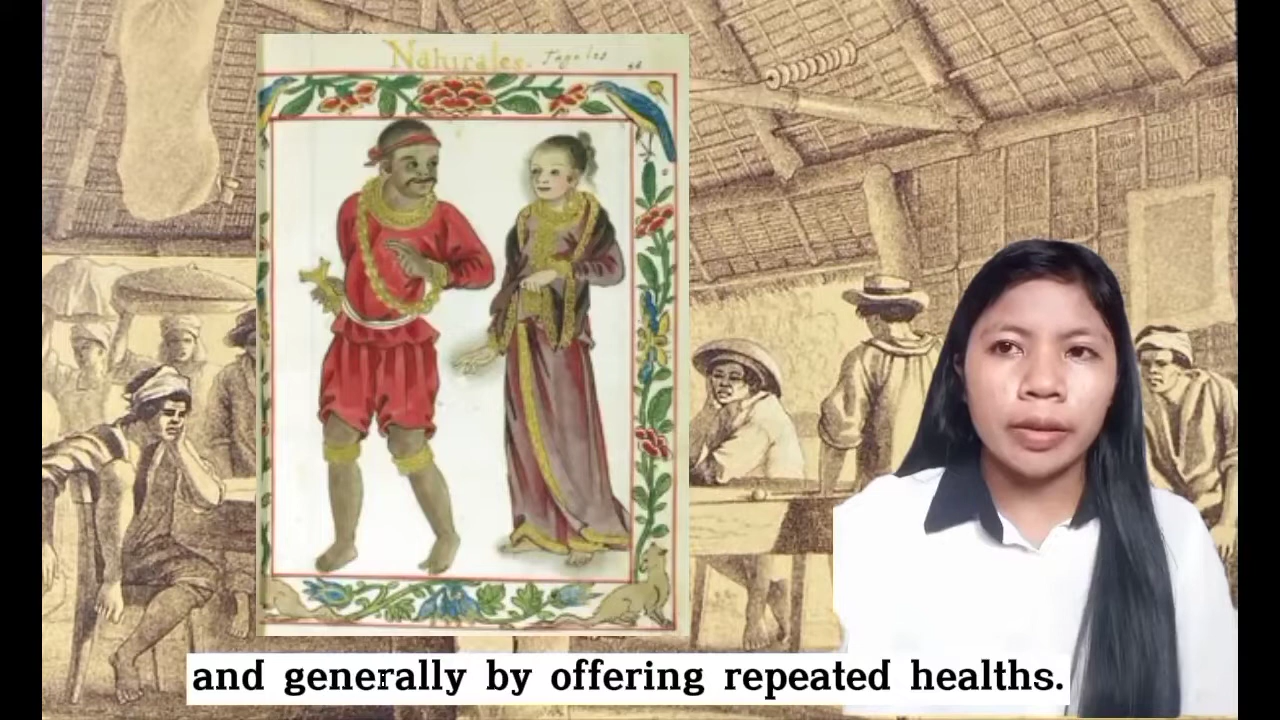 Naturales. Tagalos
and generally by offering repeated healths.